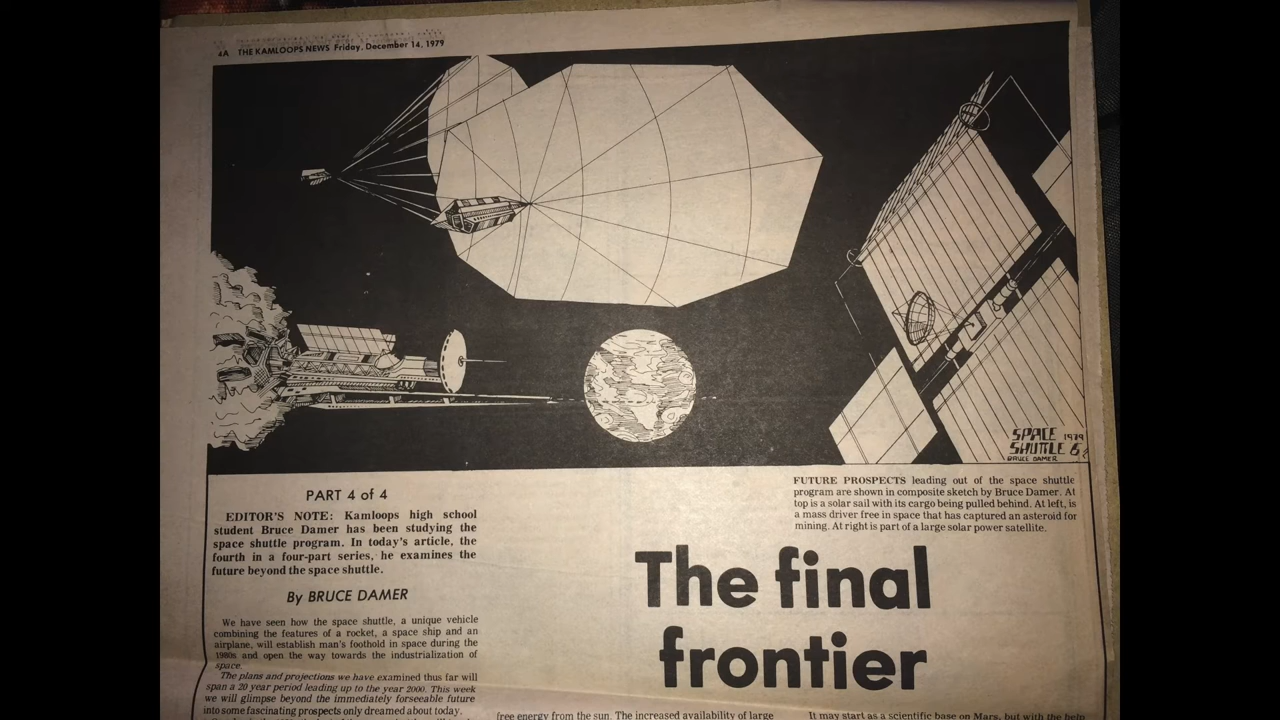 4A THE KAMLOOPS NEWS Friday, December 14, 1979
SPACE 1979
SHUTTLE
BRUCE DAMER
PART 4 of 4
EDITOR'S NOTE: Kamloops high school
student Bruce Damer has been studying the
space shuttle program. In today's article, the
fourth in a four-part series, he examines the
future beyond the space shuttle.
By BRUCE DAMER
We have seen how the space shuttle, a unique vehicle
combining the features of a rocket, a space ship and an
airplane, will establish man's foothold in space during the
1980s and open the way towards the industrialization of
space.
The plans and projections we have examined thus far will
span a 20 year period leading up to the year 2000. This week
we will glimpse beyond the immediately forseeable future
into some fascinating prospects only dreamed about today.
FUTURE PROSPECTS leading out of the space shuttle
program are shown in composite sketch by Bruce Damer. At
top is a solar sail with its cargo being pulled behind. At left, is
a mass driver free in space that has captured an asteroid for
mining. At right is part of a large solar power satellite.
The final
frontier
free energy from the sun. The increased availability of large
It may start as a scientific base on Mars, but with the help